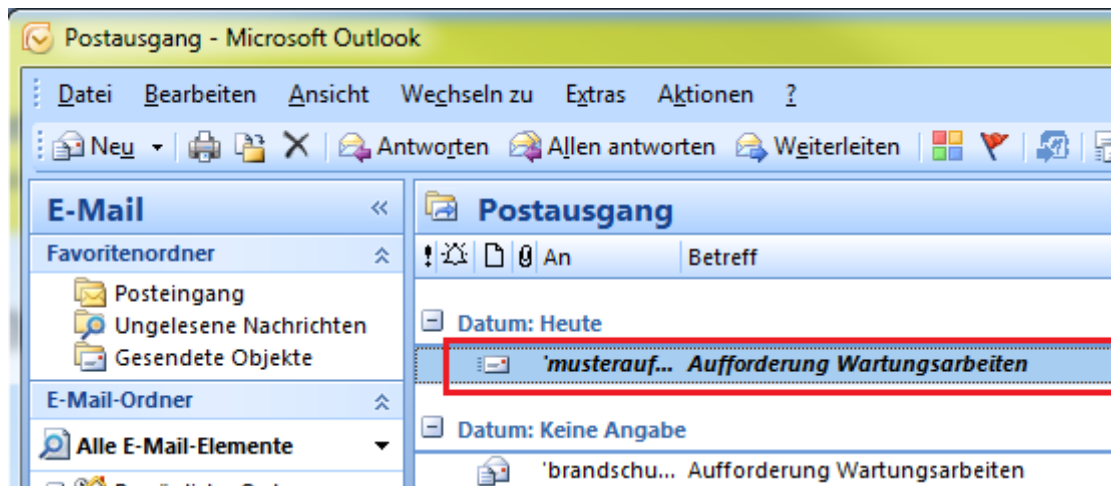 Postausgang - Microsoft Outlook
Datei Bearbeiten Ansicht Wechseln zu Extras Aktionen ?
Neu Antworten Allen antworten Weiterleiten
E-Mail
Postausgang
Favoritenordner
! An Betreff
Posteingang
Ungelesene Nachrichten
Gesendete Objekte
Datum: Heute
'musterauf... Aufforderung Wartungsarbeiten
E-Mail-Ordner
Alle E-Mail-Elemente
Datum: Keine Angabe
'brandschu... Aufforderung Wartungsarbeiten